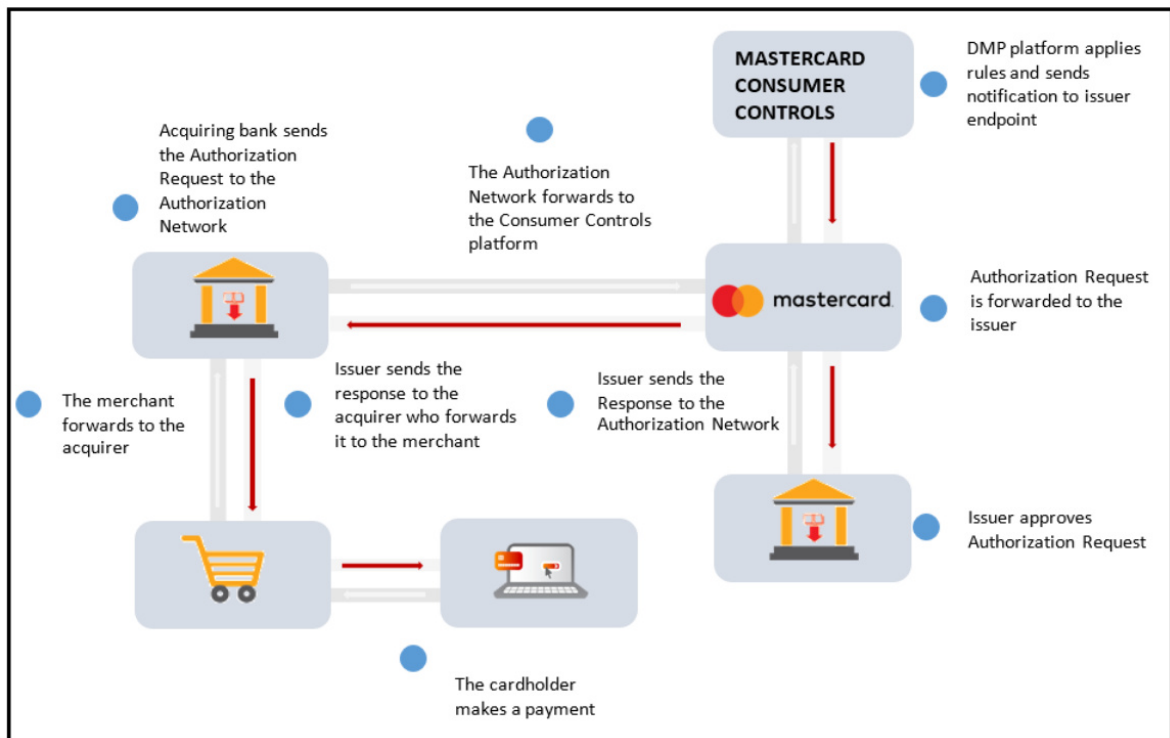 MASTERCARD
CONSUMER
CONTROLS
DMP platform applies
rules and sends
notification to issuer
endpoint
Acquiring bank sends
the Authorization
Request to the
Authorization
Network
The Authorization
Network forwards to
the Consumer Controls
platform
mastercard.
Authorization Request
is forwarded to the
issuer
The merchant
forwards to the
acquirer
Issuer sends the
response to the
acquirer who forwards
it to the merchant
Issuer sends the
Response to the
Authorization Network
Issuer approves
Authorization Request
The cardholder
makes a payment